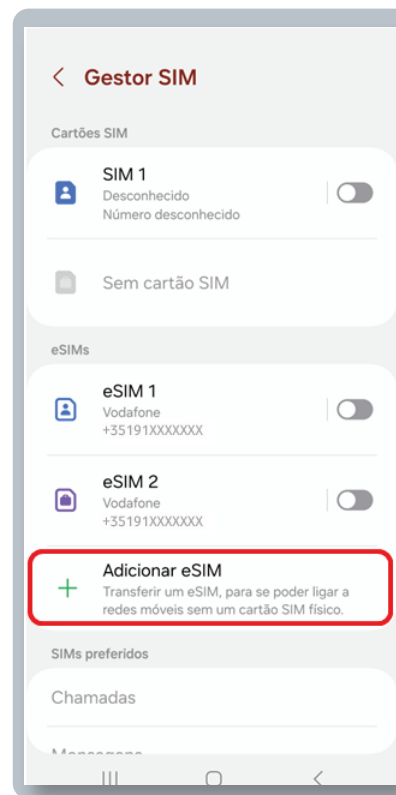 Gestor SIM
Cartões SIM
SIM 1
Desconhecido
Número desconhecido
Sem cartão SIM
eSIMs
eSIM 1
Vodafone
+35191XXXXXXX
eSIM 2
Vodafone
+35191XXXXXXX
Adicionar eSIM
Transferir um eSIM, para se poder ligar a
redes móveis sem um cartão SIM físico.
SIMs preferidos
Chamadas